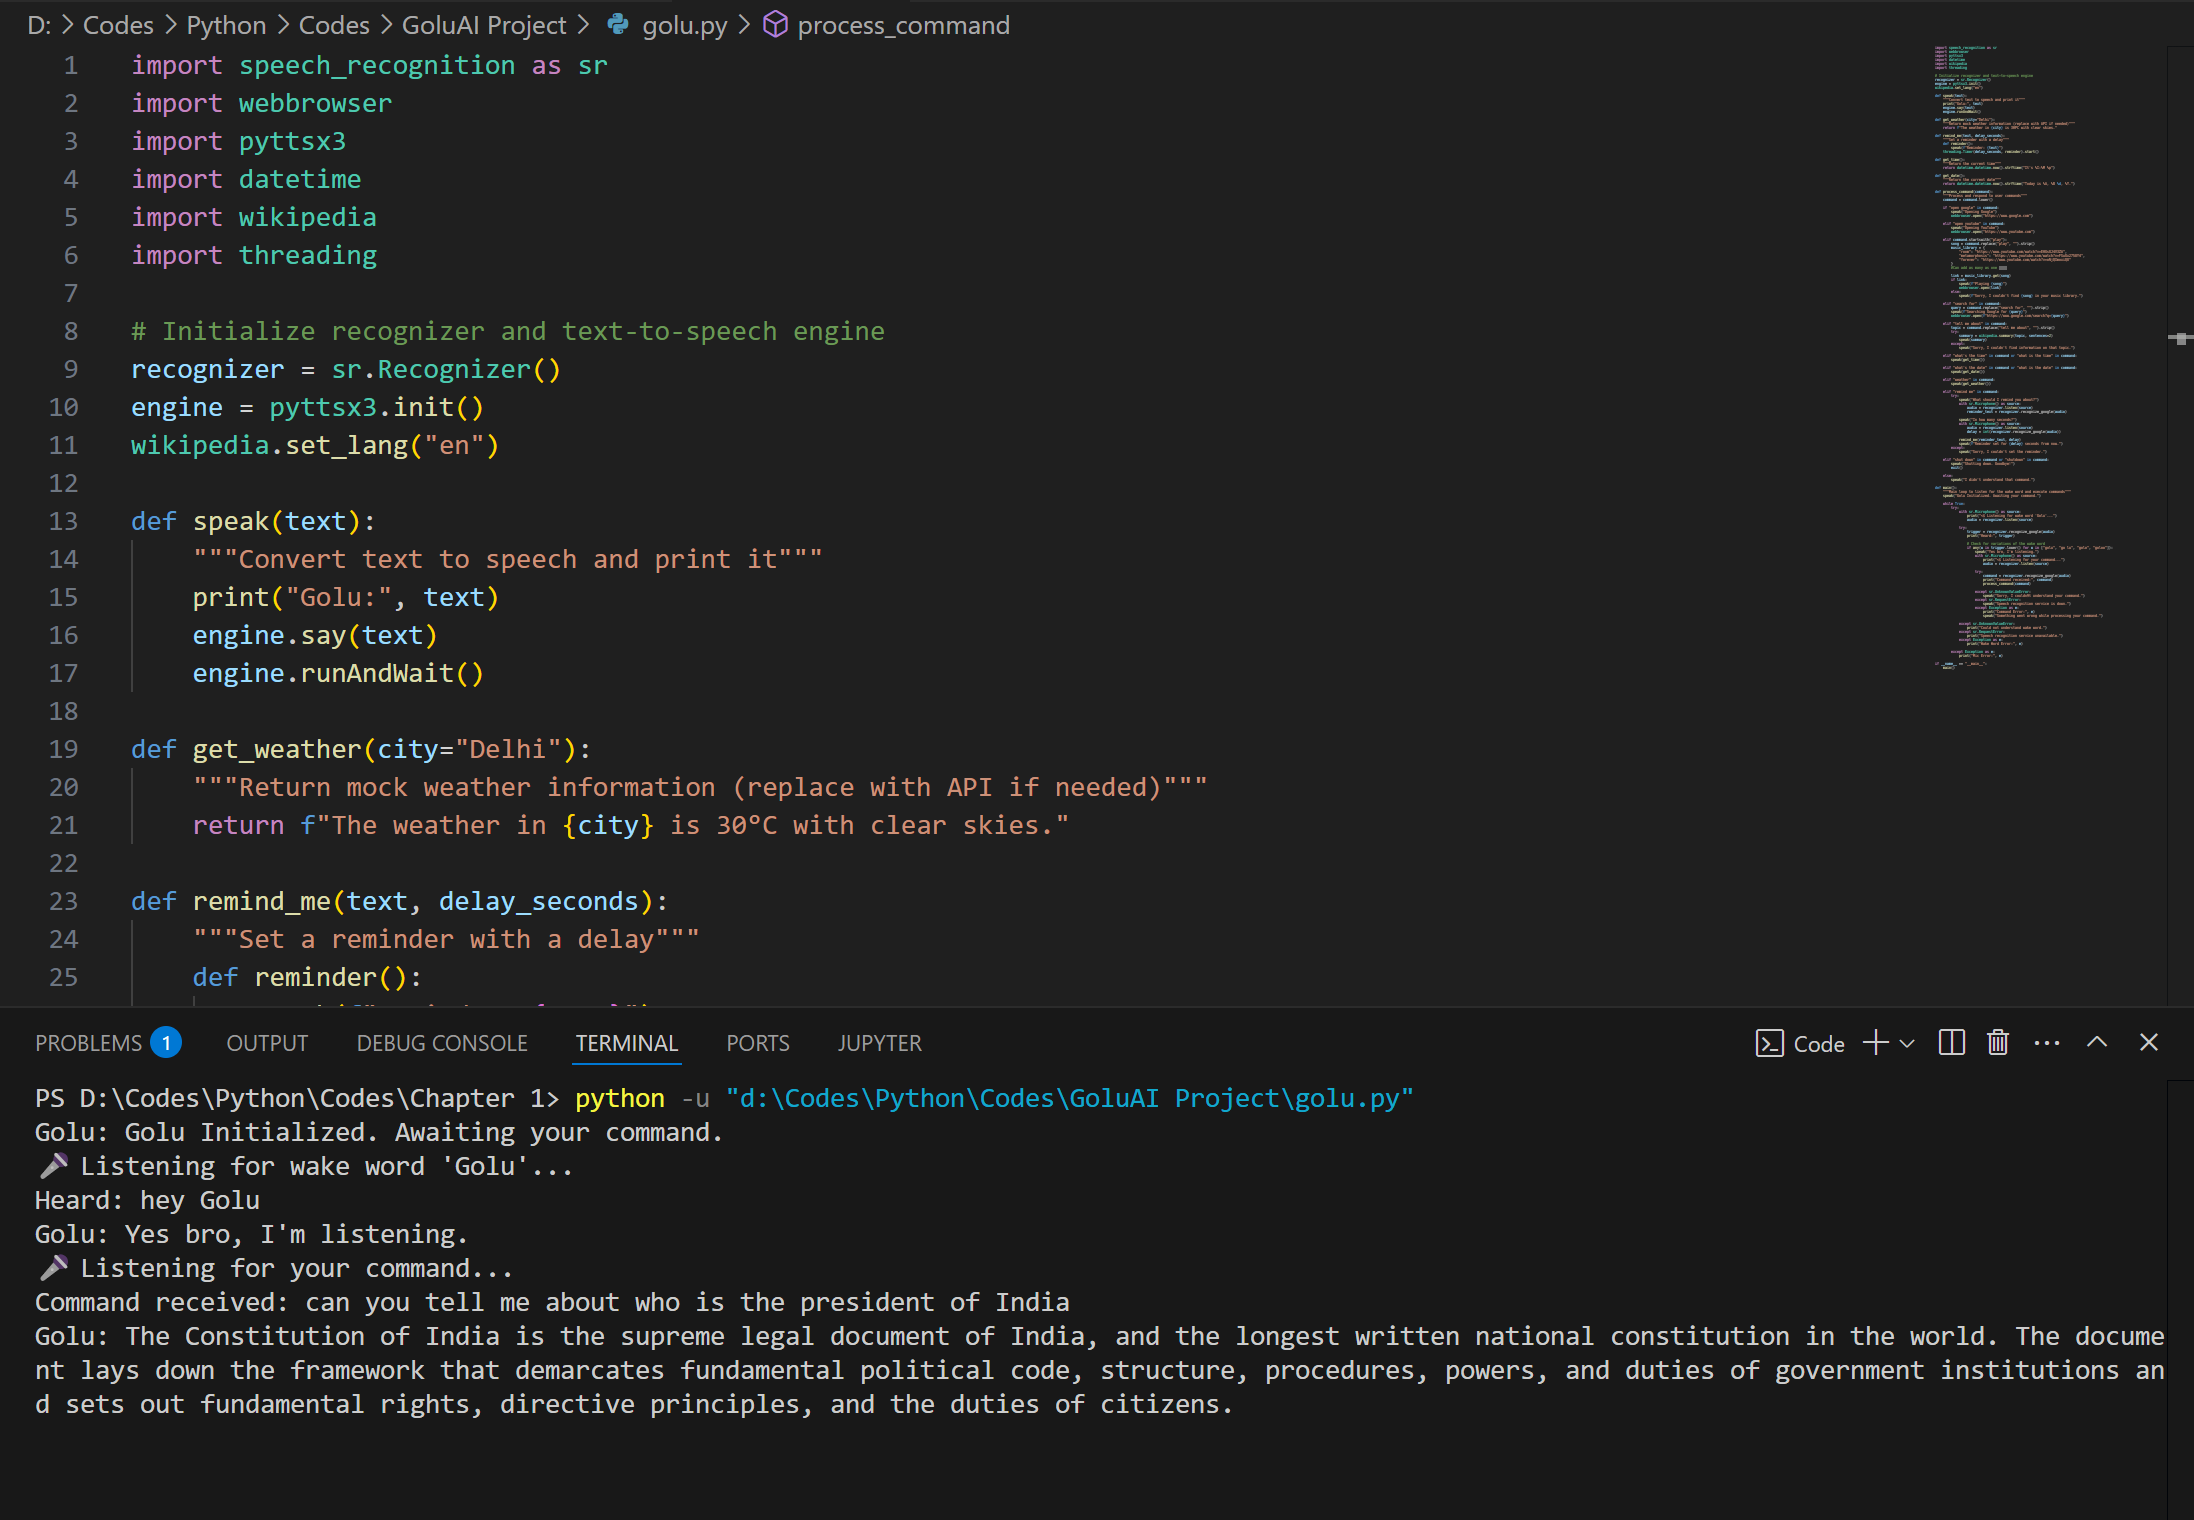 D: > Codes > Python > Codes > GoluAI Project > golu.py > process_command
1 import speech_recognition as sr
2 import webbrowser
3 import pyttsx3
4 import datetime
5 import wikipedia
6 import threading
7
8 # Initialize recognizer and text-to-speech engine
9 recognizer = sr.Recognizer()
10 engine = pyttsx3.init()
11 wikipedia.set_lang("en")
12
13 def speak(text):
14 """Convert text to speech and print it"""
15 print("Golu:", text)
16 engine.say(text)
17 engine.runAndWait()
18
19 def get_weather(city="Delhi"):
20 """Return mock weather information (replace with API if needed)"""
21 return f"The weather in {city} is 30°C with clear skies."
22
23 def remind_me(text, delay_seconds):
24 """Set a reminder with a delay"""
25 def reminder():
PROBLEMS 1 OUTPUT DEBUG CONSOLE TERMINAL PORTS JUPYTER Code
PS D:\Codes\Python\Codes\Chapter 1> python -u "d:\Codes\Python\Codes\GoluAI Project\golu.py"
Golu: Golu Initialized. Awaiting your command.
🎤 Listening for wake word 'Golu'...
Heard: hey Golu
Golu: Yes bro, I'm listening.
🎤 Listening for your command...
Command received: can you tell me about who is the president of India
Golu: The Constitution of India is the supreme legal document of India, and the longest written national constitution in the world. The docume
nt lays down the framework that demarcates fundamental political code, structure, procedures, powers, and duties of government institutions an
d sets out fundamental rights, directive principles, and the duties of citizens.